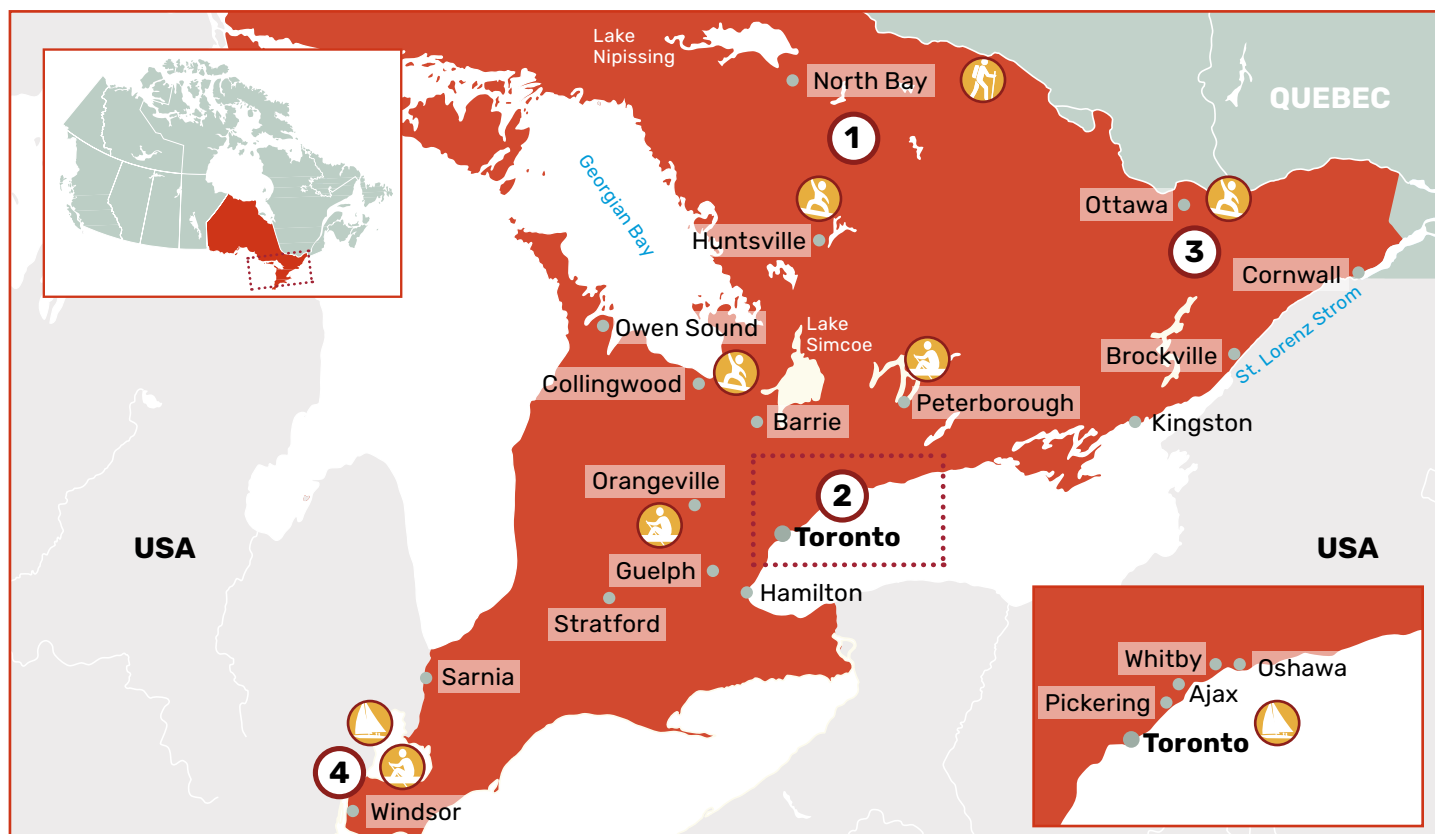 Lake
Nipissing
North Bay
QUEBEC
1
Georgian Bay
Ottawa
Huntsville
3
Cornwall
Owen Sound
Lake
Simcoe
St. Lorenz Strom
Brockville
Collingwood
Peterborough
Barrie
Kingston
Orangeville
2
Toronto
USA
USA
Guelph
Hamilton
Stratford
Sarnia
Whitby
Oshawa
Ajax
Pickering
Toronto
4
Windsor